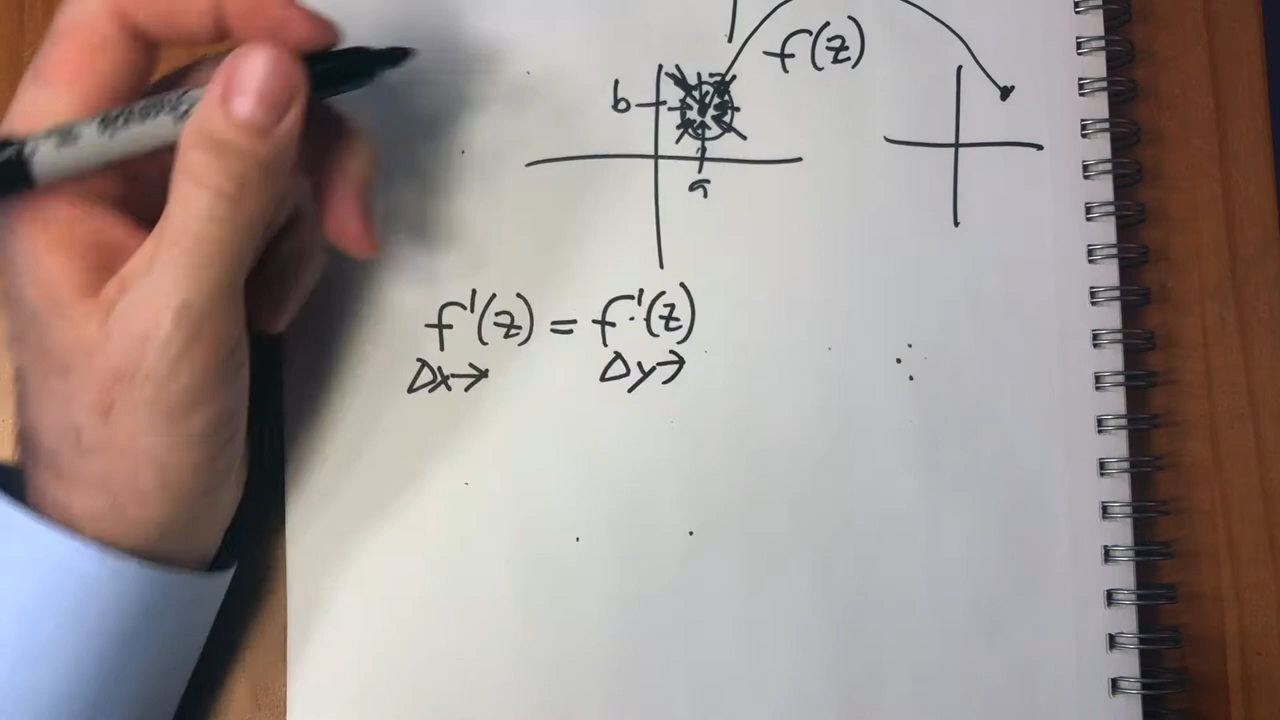 f(z)
b
a
f'(z) = f'(z)
Δx→ Δy→